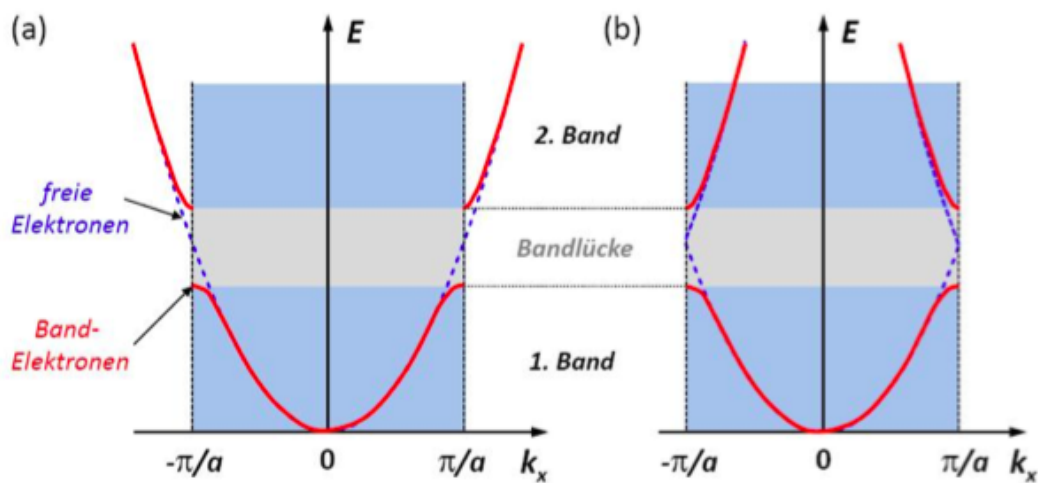 (a)
E
(b)
E
2. Band
freie
Elektronen
Bandlücke
Band-
Elektronen
1. Band
-π/a 0 π/a kₓ
-π/a 0 π/a kₓ